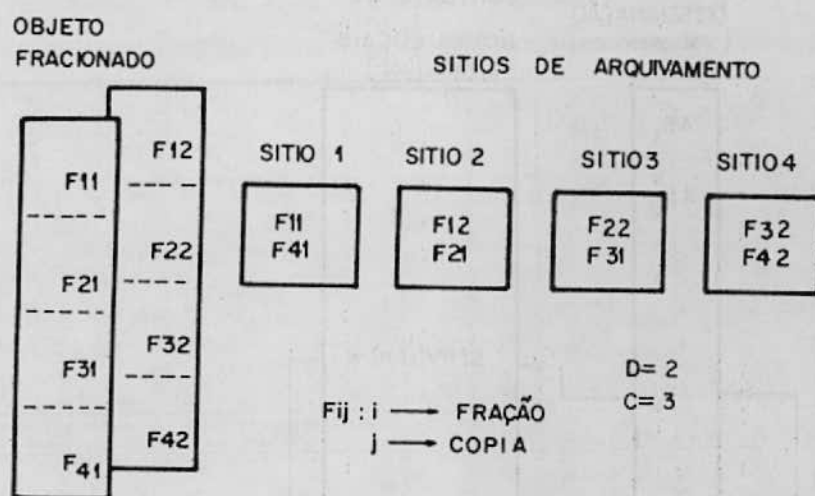 OBJETO
FRACIONADO
SITIOS DE ARQUIVAMENTO
F11
F21
F31
F41
F12
F22
F32
F42
SITIO 1
F11
F41
SITIO 2
F12
F21
SITIO3
F22
F31
SITIO4
F32
F42
Fij : i → FRAÇÃO
j → COPIA
D= 2
C= 3